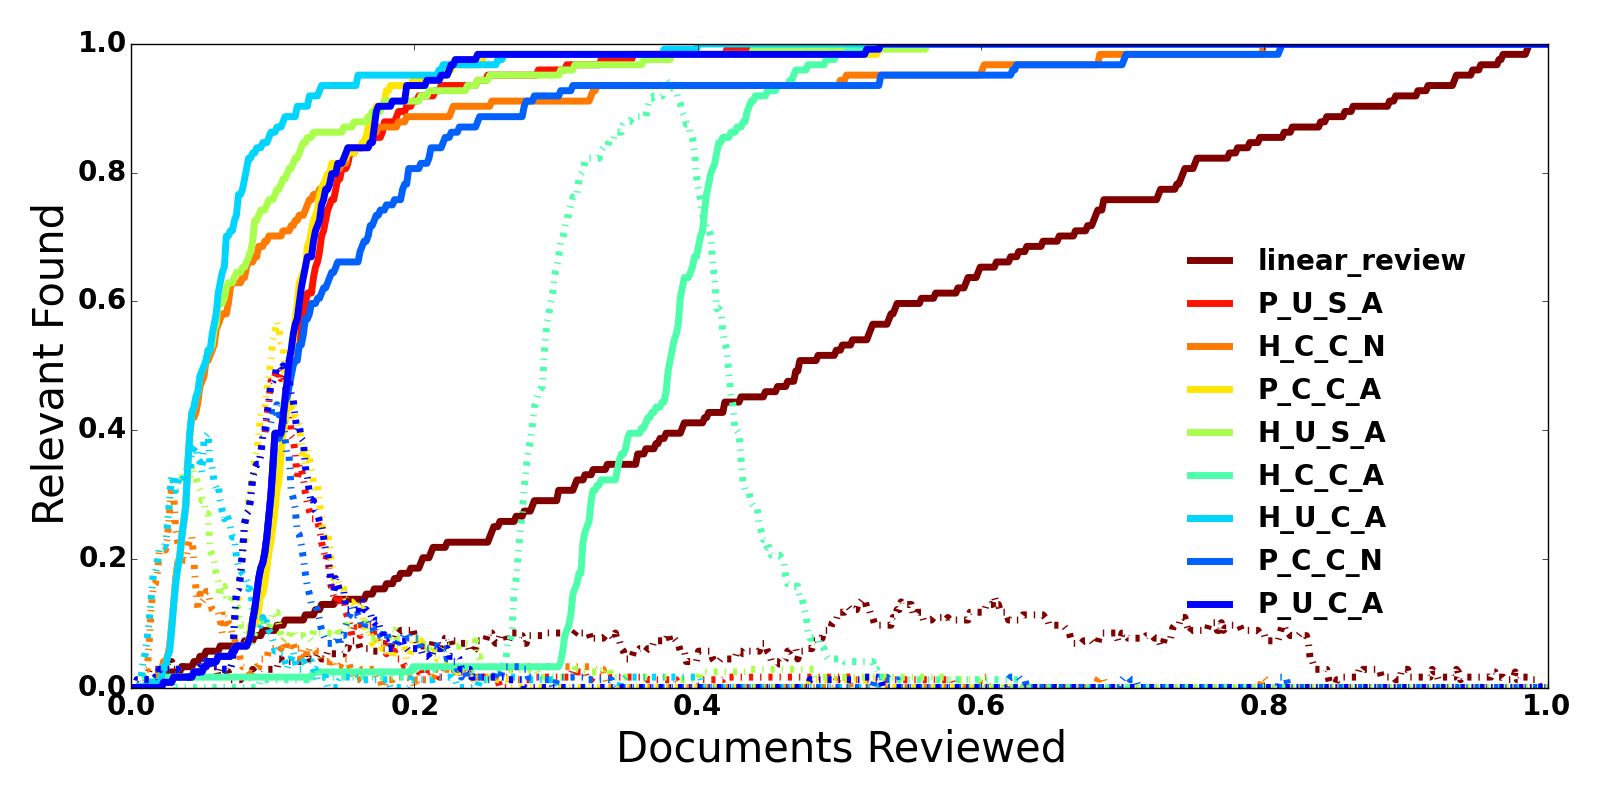 1.0
0.8
0.6
0.4
0.2
0.0
Relevant Found
linear_review
P_U_S_A
H_C_C_N
P_C_C_A
H_U_S_A
H_C_C_A
H_U_C_A
P_C_C_N
P_U_C_A
0.0 0.2 0.4 0.6 0.8 1.0
Documents Reviewed